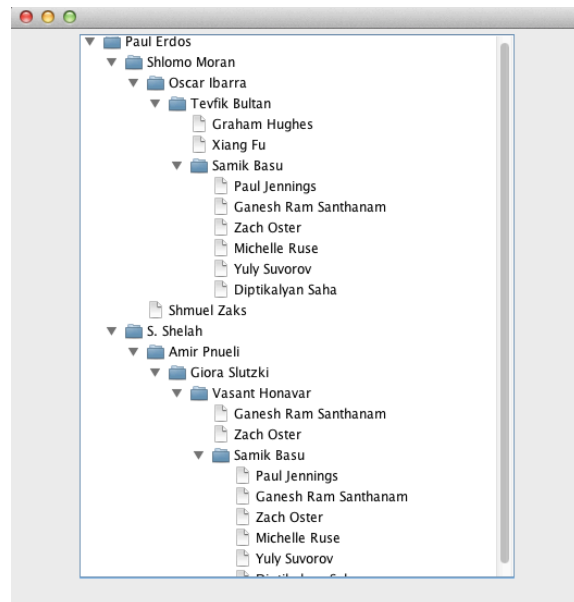 Paul Erdos
Shlomo Moran
Oscar Ibarra
Tevfik Bultan
Graham Hughes
Xiang Fu
Samik Basu
Paul Jennings
Ganesh Ram Santhanam
Zach Oster
Michelle Ruse
Yuly Suvorov
Diptikalyan Saha
Shmuel Zaks
S. Shelah
Amir Pnueli
Giora Slutzki
Vasant Honavar
Ganesh Ram Santhanam
Zach Oster
Samik Basu
Paul Jennings
Ganesh Ram Santhanam
Zach Oster
Michelle Ruse
Yuly Suvorov